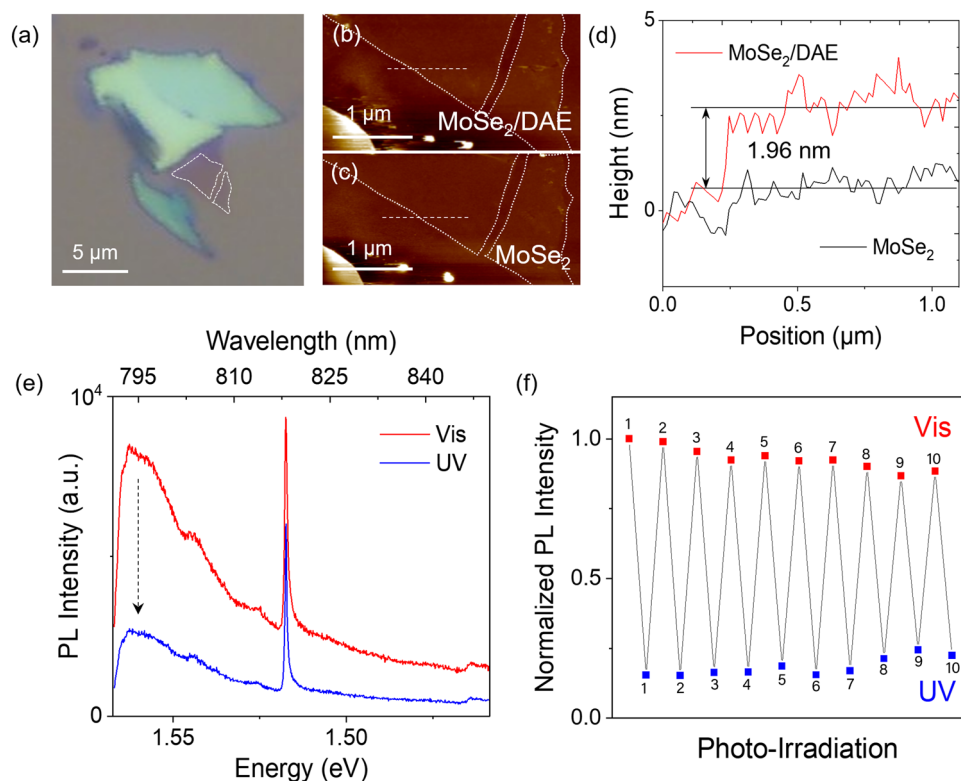 (a)
5 µm
(b)
1 µm
MoSe2/DAE
(c)
1 µm
MoSe2
(d)
Height (nm)
5
0
MoSe2/DAE
1.96 nm
MoSe2
0.0 0.5 1.0
Position (µm)
(e)
Wavelength (nm)
795 810 825 840
10^4
0
PL Intensity (a.u.)
Vis
UV
1.55 1.50
Energy (eV)
(f)
Normalized PL Intensity
1.0
0.5
0.0
Vis
1 2 3 4 5 6 7 8 9 10
1 2 3 4 5 6 7 8 9 10
UV
Photo-Irradiation